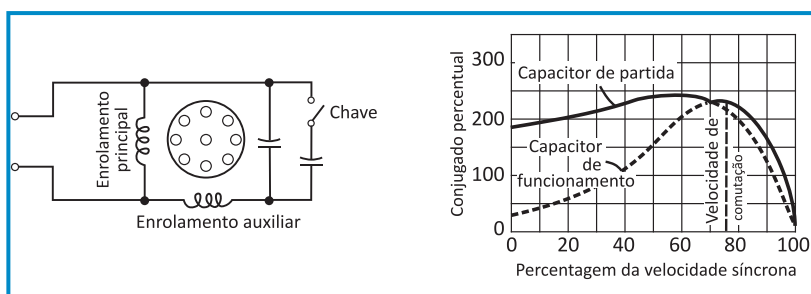 Enrolamento
principal
Chave
Enrolamento auxiliar
Conjugado percentual
300
200
100
0
Capacitor de partida
Capacitor
de
funcionamento
Velocidade de
comutação
0 20 40 60 80 100
Percentagem da velocidade síncrona